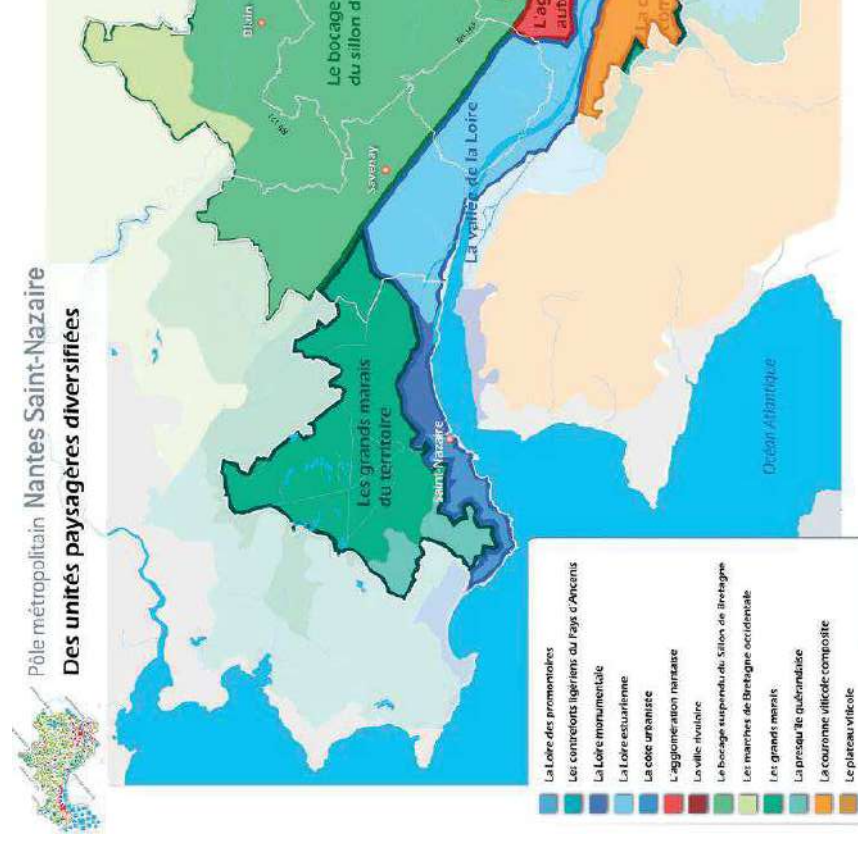 Pôle métropolitain Nantes Saint-Nazaire
Des unités paysagères diversifiées
Blain
Le bocage
du sillon d
L'ag
aut
Savenay
La vallée de la Loire
Les grands marais
du territoire
Saint-Nazaire
Océan Atlantique
La Loire des promontoires
Les contreforts ligériens du Pays d'Ancenis
La Loire monumentale
La Loire estuarienne
La côte urbanisée
L'agglomération nantaise
La ville rivulaire
Le bocage suspendu du Sillon de Bretagne
Les marches de Bretagne occidentale
Les grands marais
La presqu'île guérandaise
La couronne viticole composite
Le plateau viticole